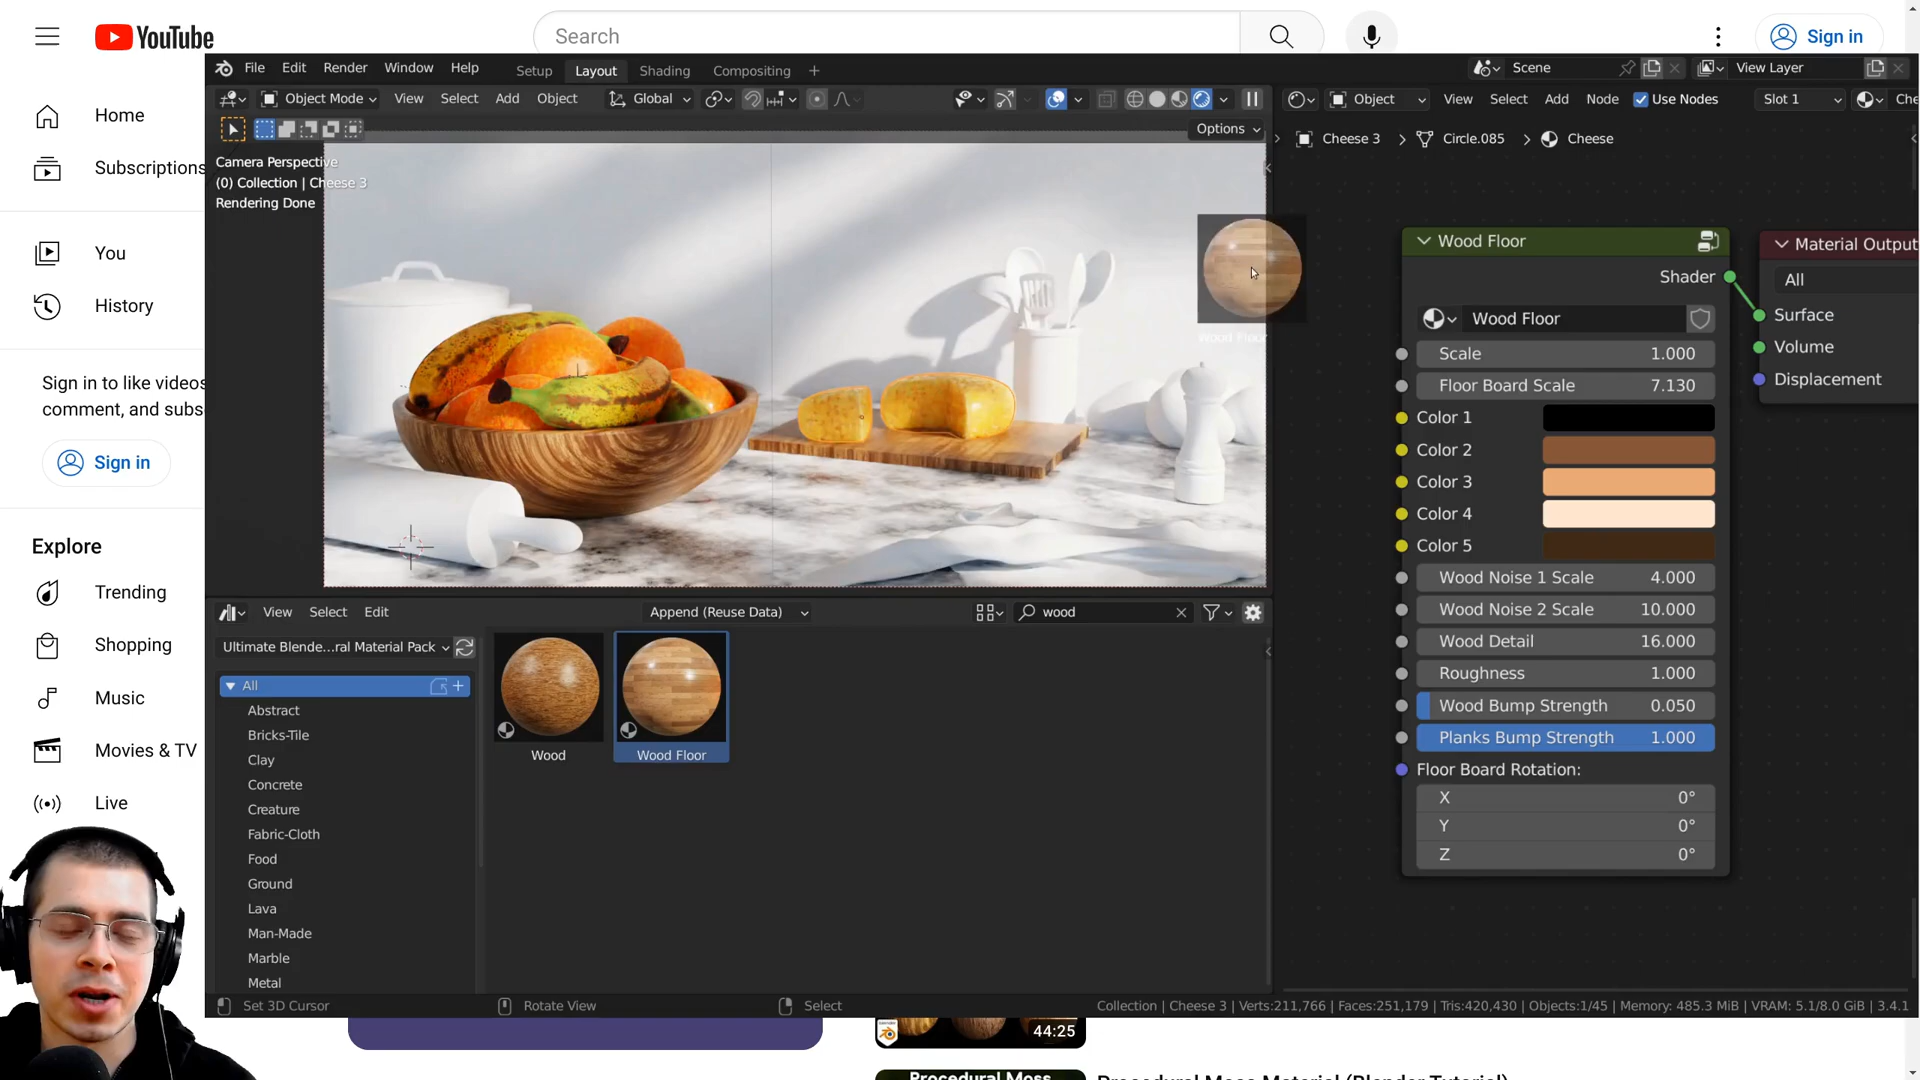 YouTube
Search
Sign in
Home
Subscriptions
You
History
Sign in to like videos
comment, and subs
Sign in
Explore
Trending
Shopping
Music
Movies & TV
Live
File Edit Render Window Help Setup Layout Shading Compositing +
Scene View Layer
Object Mode View Select Add Object Global
Options
Camera Perspective
(0) Collection | Cheese 3
Rendering Done
Wood Floor
Object View Select Add Node Use Nodes Slot 1 Che
Cheese 3 > Circle.085 > Cheese
Wood Floor
Shader
Wood Floor
Scale 1.000
Floor Board Scale 7.130
Color 1
Color 2
Color 3
Color 4
Color 5
Wood Noise 1 Scale 4.000
Wood Noise 2 Scale 10.000
Wood Detail 16.000
Roughness 1.000
Wood Bump Strength 0.050
Planks Bump Strength 1.000
Floor Board Rotation:
X 0°
Y 0°
Z 0°
Material Output
All
Surface
Volume
Displacement
View Select Edit Append (Reuse Data) wood
Ultimate Blende...ral Material Pack
All
Abstract
Bricks-Tile
Clay
Concrete
Creature
Fabric-Cloth
Food
Ground
Lava
Man-Made
Marble
Metal
Wood
Wood Floor
Set 3D Cursor Rotate View Select
Collection | Cheese 3 | Verts:211,766 | Faces:251,179 | Tris:420,430 | Objects:1/45 | Memory: 485.3 MiB | VRAM: 5.1/8.0 GiB | 3.4.1
44:25
Procedural Moss
Procedural Moss Material (Blender Tutorial)